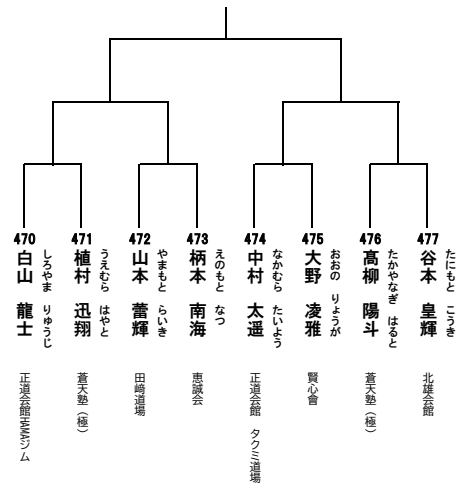 470
白山 龍士
しろやま りゅうじ
正道会館HAMAジム
471
植村 迅翔
うえむら はやと
蒼天塾（極）
472
山本 蕾輝
やまもと らいき
田﨑道場
473
柄本 南海
えのもと なつ
恵誠会
474
中村 太遥
なかむら たいよう
正道会館 タクミ道場
475
大野 凌雅
おおの りょうが
賢心會
476
髙柳 陽斗
たかやなぎ はると
蒼天塾（極）
477
谷本 皇輝
たにもと こうき
北雄会館